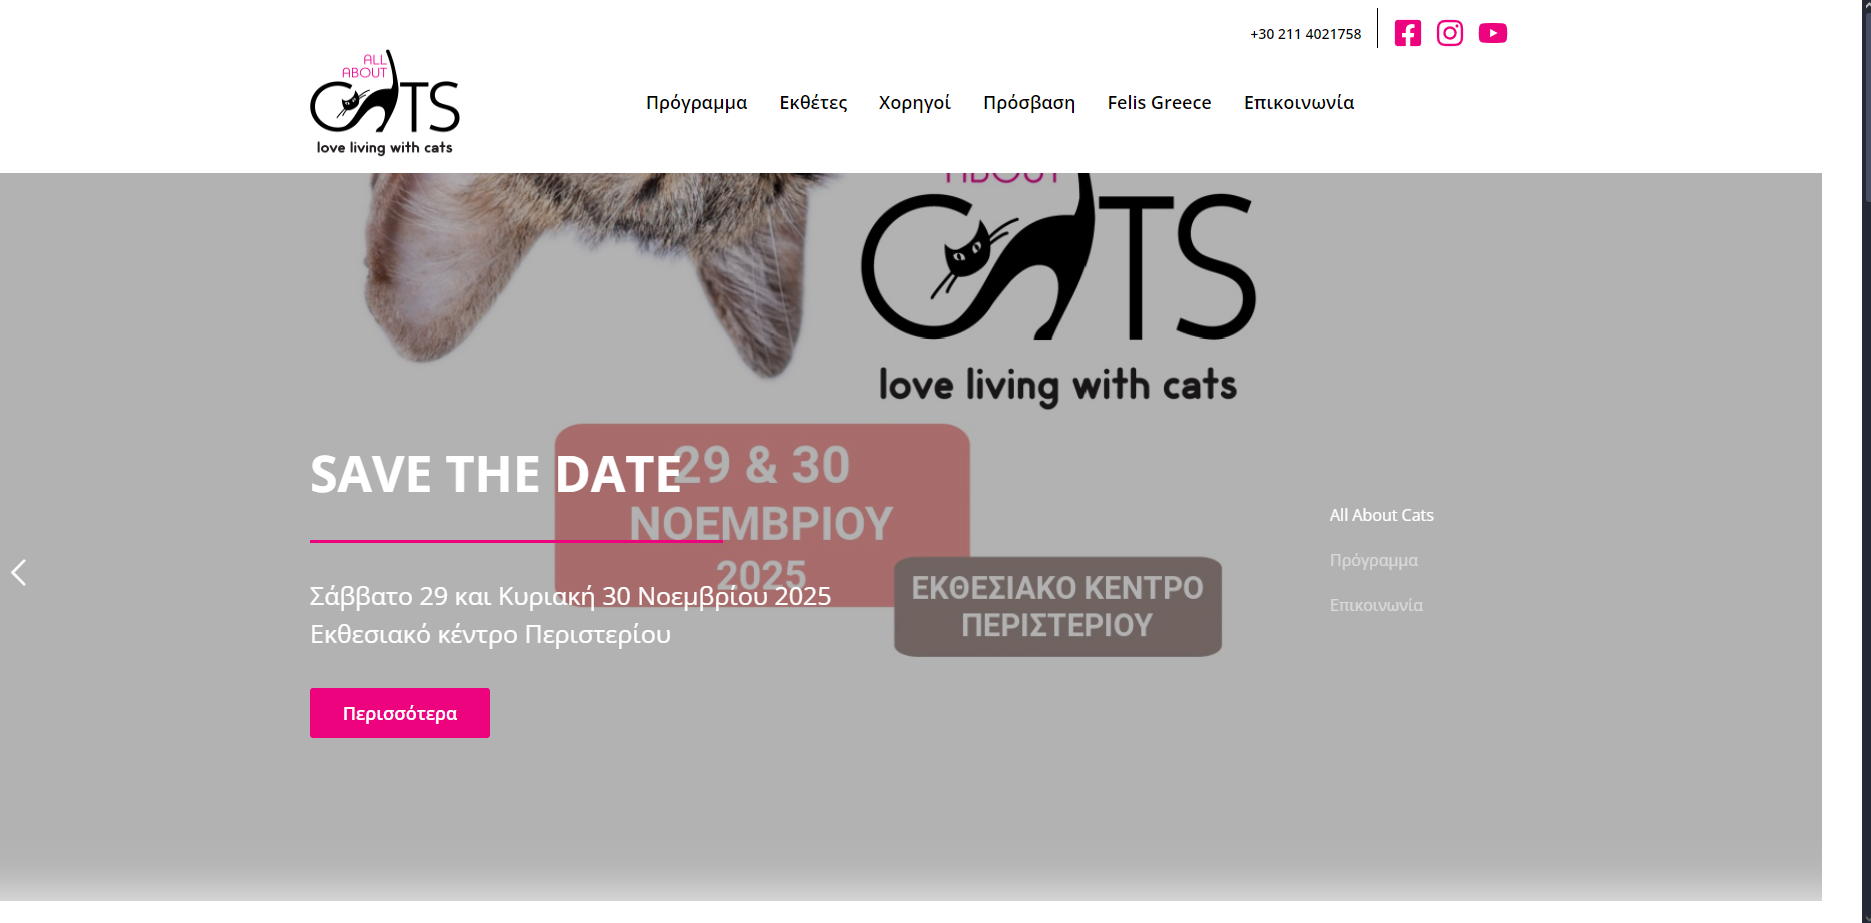 +30 211 4021758
ALL
ABOUT
CATS
love living with cats
Πρόγραμμα
Εκθέτες
Χορηγοί
Πρόσβαση
Felis Greece
Επικοινωνία
ABOUT
CATS
love living with cats
29 & 30
ΝΟΕΜΒΡΙΟΥ
2025
ΕΚΘΕΣΙΑΚΟ ΚΕΝΤΡΟ
ΠΕΡΙΣΤΕΡΙΟΥ
SAVE THE DATE
Σάββατο 29 και Κυριακή 30 Νοεμβρίου 2025
Εκθεσιακό κέντρο Περιστερίου
Περισσότερα
All About Cats
Πρόγραμμα
Επικοινωνία